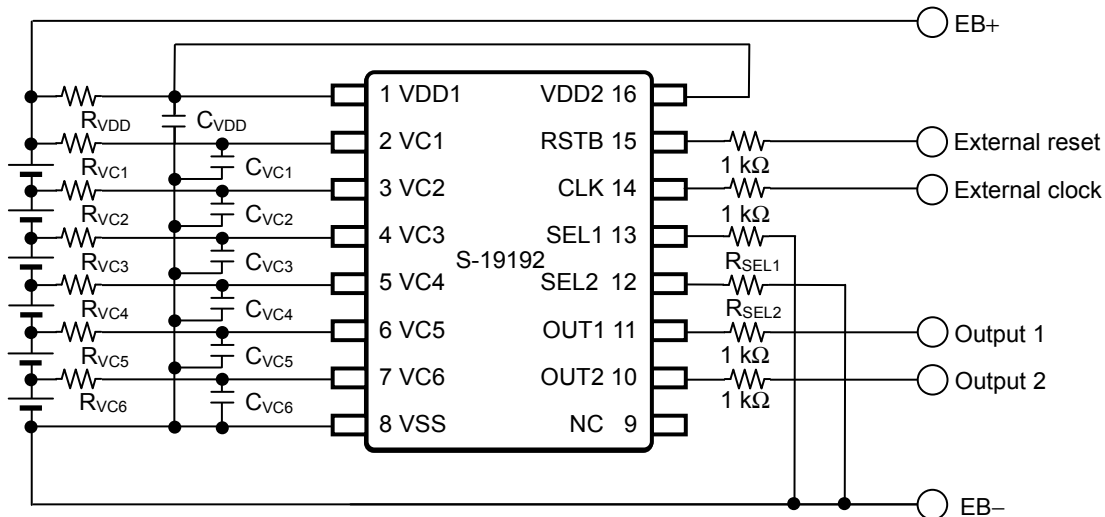 EB+
1 VDD1
VDD2 16
RVDD
CVDD
2 VC1
RSTB 15
External reset
RVC1
CVC1
1 kΩ
3 VC2
CLK 14
External clock
RVC2
CVC2
1 kΩ
4 VC3
SEL1 13
RVC3
CVC3
S-19192
RSEL1
5 VC4
SEL2 12
RVC4
CVC4
RSEL2
6 VC5
OUT1 11
Output 1
RVC5
CVC5
1 kΩ
7 VC6
OUT2 10
Output 2
RVC6
CVC6
1 kΩ
8 VSS
NC 9
EB−